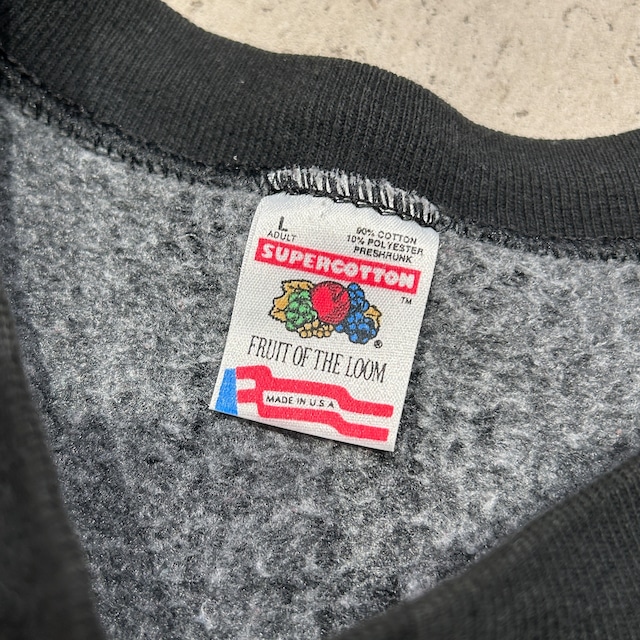 L
ADULT
90% COTTON
10% POLYESTER
PRESHRUNK
SUPERCOTTON
TM
®
FRUIT OF THE LOOM
MADE IN U.S.A